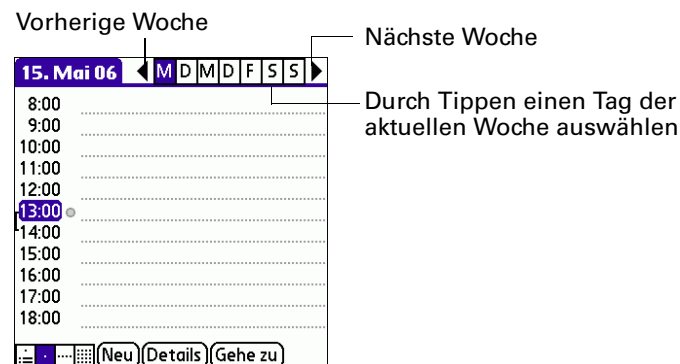 Vorherige Woche
Nächste Woche
15. Mai 06 M D M D F S S
Durch Tippen einen Tag der
aktuellen Woche auswählen
8:00
9:00
10:00
11:00
12:00
13:00
14:00
15:00
16:00
17:00
18:00
Neu Details Gehe zu